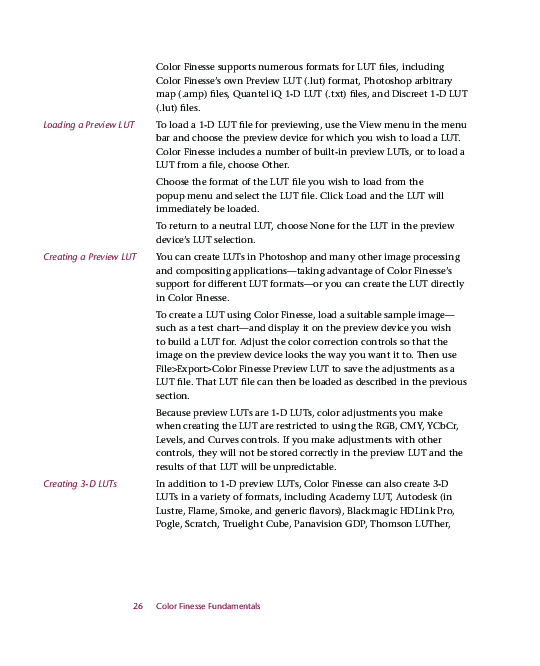 Color Finesse supports numerous formats for LUT files, including
Color Finesse's own Preview LUT (.lut) format, Photoshop arbitrary
map (.amp) files, Quantel iQ 1-D LUT (.txt) files, and Discreet 1-D LUT
(.lut) files.
Loading a Preview LUT
To load a 1-D LUT file for previewing, use the View menu in the menu
bar and choose the preview device for which you wish to load a LUT.
Color Finesse includes a number of built-in preview LUTs, or to load a
LUT from a file, choose Other.
Choose the format of the LUT file you wish to load from the
popup menu and select the LUT file. Click Load and the LUT will
immediately be loaded.
To return to a neutral LUT, choose None for the LUT in the preview
device's LUT selection.
Creating a Preview LUT
You can create LUTs in Photoshop and many other image processing
and compositing applications—taking advantage of Color Finesse's
support for different LUT formats—or you can create the LUT directly
in Color Finesse.
To create a LUT using Color Finesse, load a suitable sample image—
such as a test chart—and display it on the preview device you wish
to build a LUT for. Adjust the color correction controls so that the
image on the preview device looks the way you want it to. Then use
File>Export>Color Finesse Preview LUT to save the adjustments as a
LUT file. That LUT file can then be loaded as described in the previous
section.
Because preview LUTs are 1-D LUTs, color adjustments you make
when creating the LUT are restricted to using the RGB, CMY, YCbCr,
Levels, and Curves controls. If you make adjustments with other
controls, they will not be stored correctly in the preview LUT and the
results of that LUT will be unpredictable.
Creating 3-D LUTs
In addition to 1-D preview LUTs, Color Finesse can also create 3-D
LUTs in a variety of formats, including Academy LUT, Autodesk (in
Lustre, Flame, Smoke, and generic flavors), Blackmagic HDLink Pro,
Pogle, Scratch, Truelight Cube, Panavision GDP, Thomson LUTher,
26 Color Finesse Fundamentals